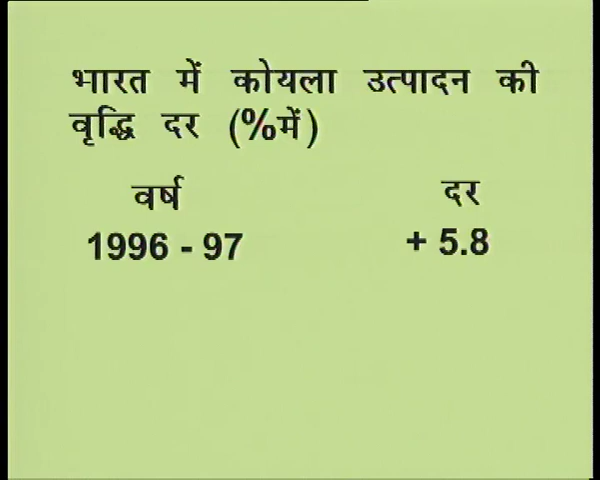 भारत में कोयला उत्पादन की
वृद्धि दर (%में)
वर्ष दर
1996 - 97 + 5.8